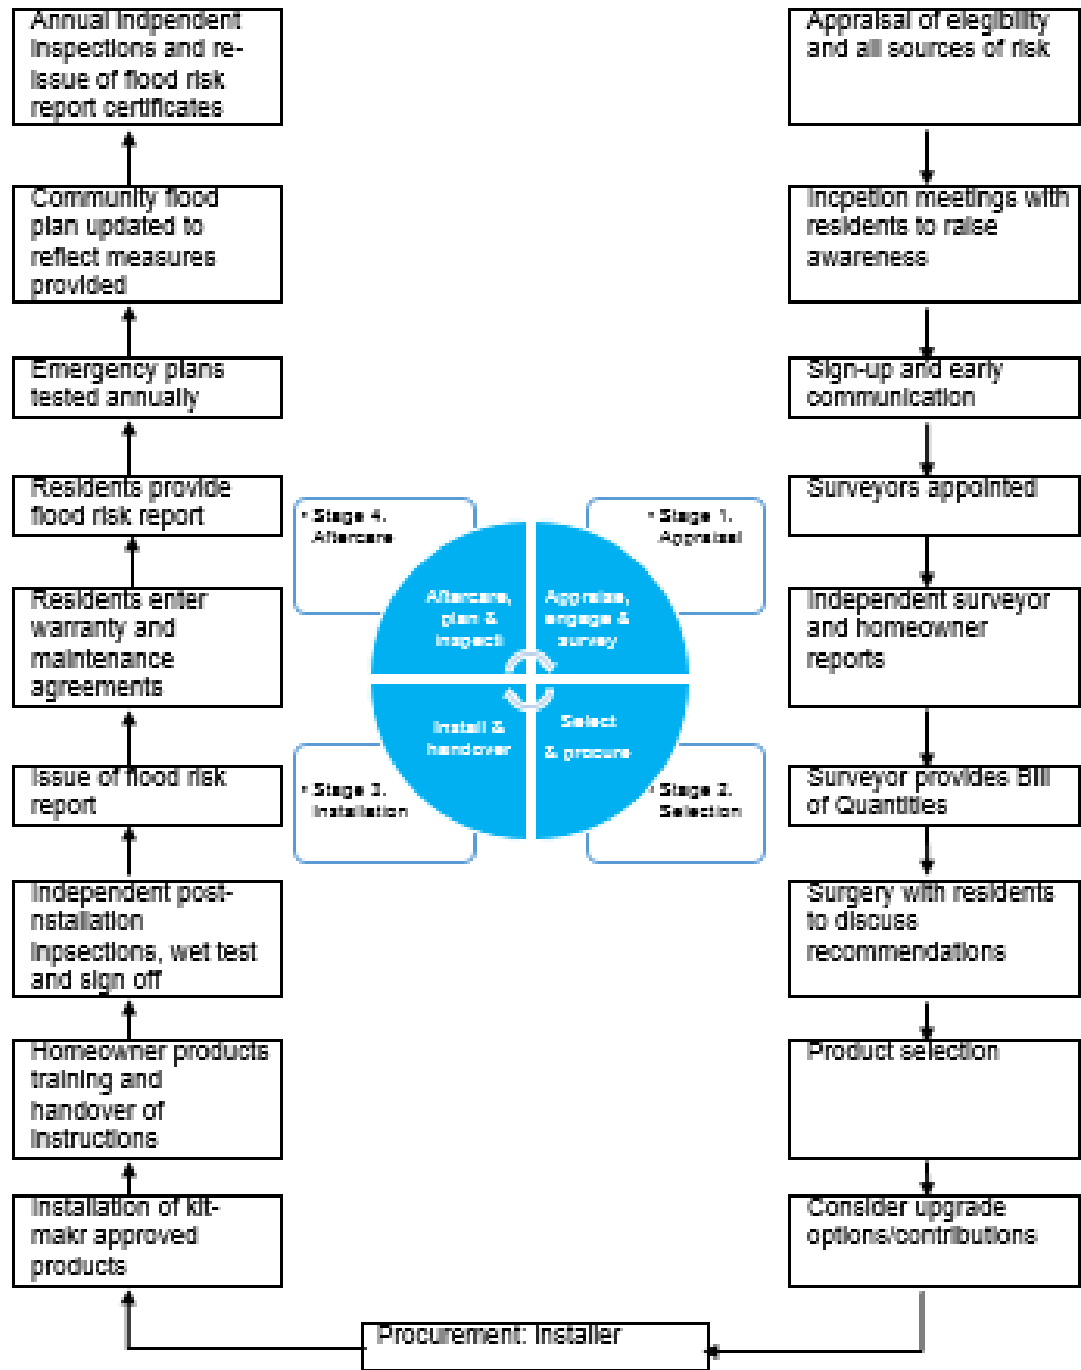 Appraisal of elegibility
and all sources of risk
Incpetion meetings with
residents to raise
awareness
Sign-up and early
communication
Surveyors appointed
Independent surveyor
and homeowner
reports
Surveyor provides Bill
of Quantities
Surgery with residents
to discuss
recommendations
Product selection
Consider upgrade
options/contributions
Procurement: Installer
Installation of kit-
makr approved
products
Homeowner products
training and
handover of
instructions
Independent post-
nstallation
inpsections, wet test
and sign off
Issue of flood risk
report
Residents enter
warranty and
maintenance
agreements
Residents provide
flood risk report
Emergency plans
tested annually
Community flood
plan updated to
reflect measures
provided
Annual indpendent
inspections and re-
issue of flood risk
report certificates
• Stage 4.
Aftercare
• Stage 1.
Appraisal
Aftercare,
plan &
inspecti
Appraise,
engage &
survey
Install &
handover
Select
& procure
• Stage 3.
Installation
• Stage 2.
Selection